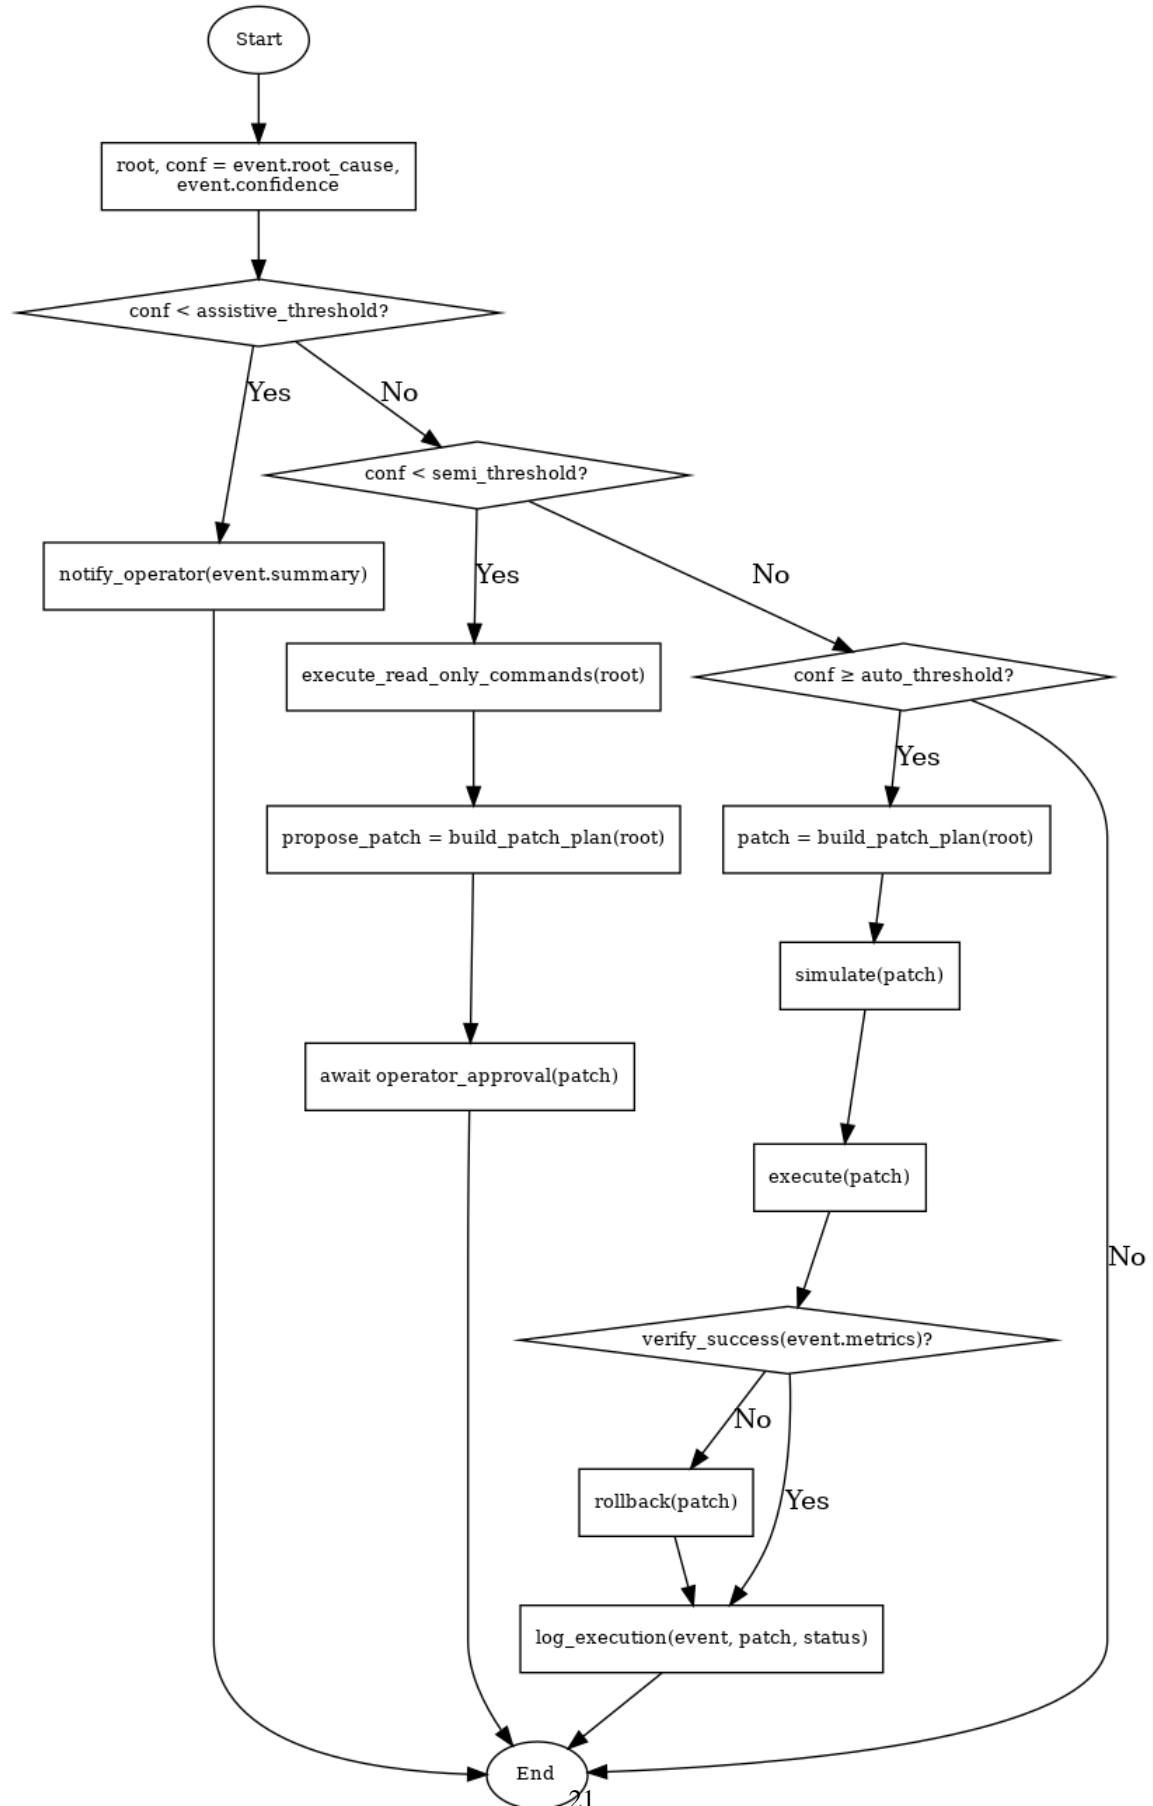 Start
root, conf = event.root_cause,
event.confidence
conf < assistive_threshold?
Yes
No
conf < semi_threshold?
notify_operator(event.summary)
Yes
No
execute_read_only_commands(root)
conf ≥ auto_threshold?
Yes
propose_patch = build_patch_plan(root)
patch = build_patch_plan(root)
simulate(patch)
await operator_approval(patch)
execute(patch)
No
verify_success(event.metrics)?
No
rollback(patch)
Yes
log_execution(event, patch, status)
End
21